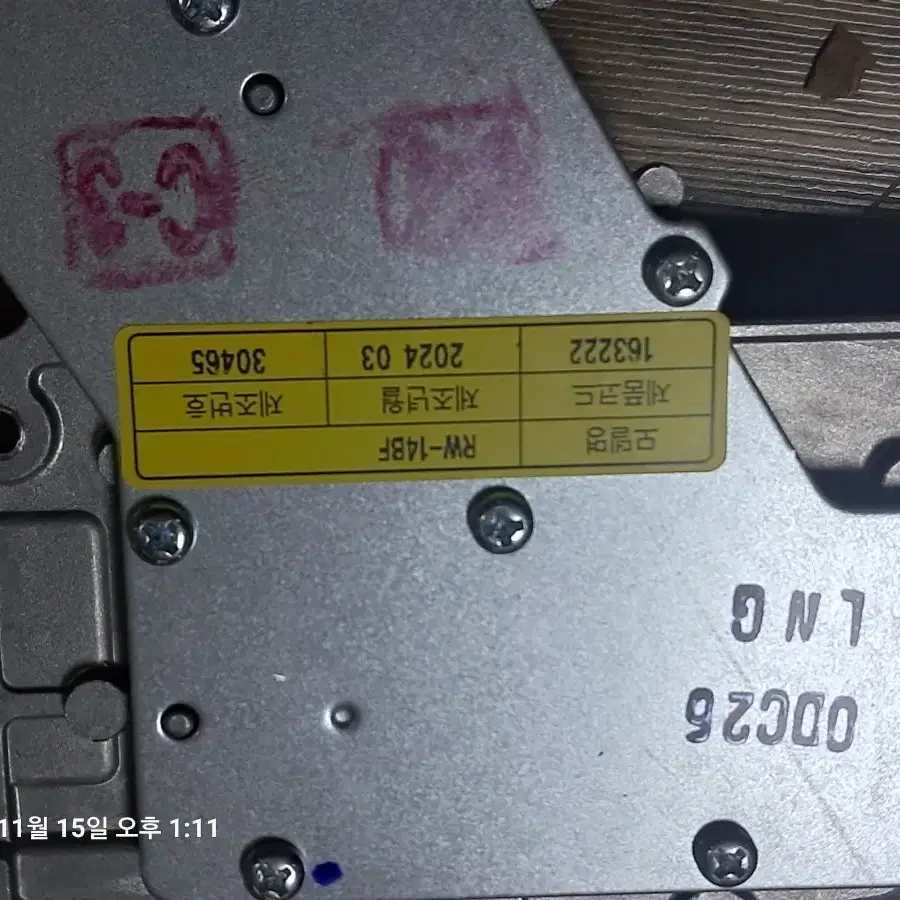 모델명 RW-14BF
제품코드 제조년월 제조번호
163222 2024 03 30465
LNG
0DC26
11월 15일 오후 1:11